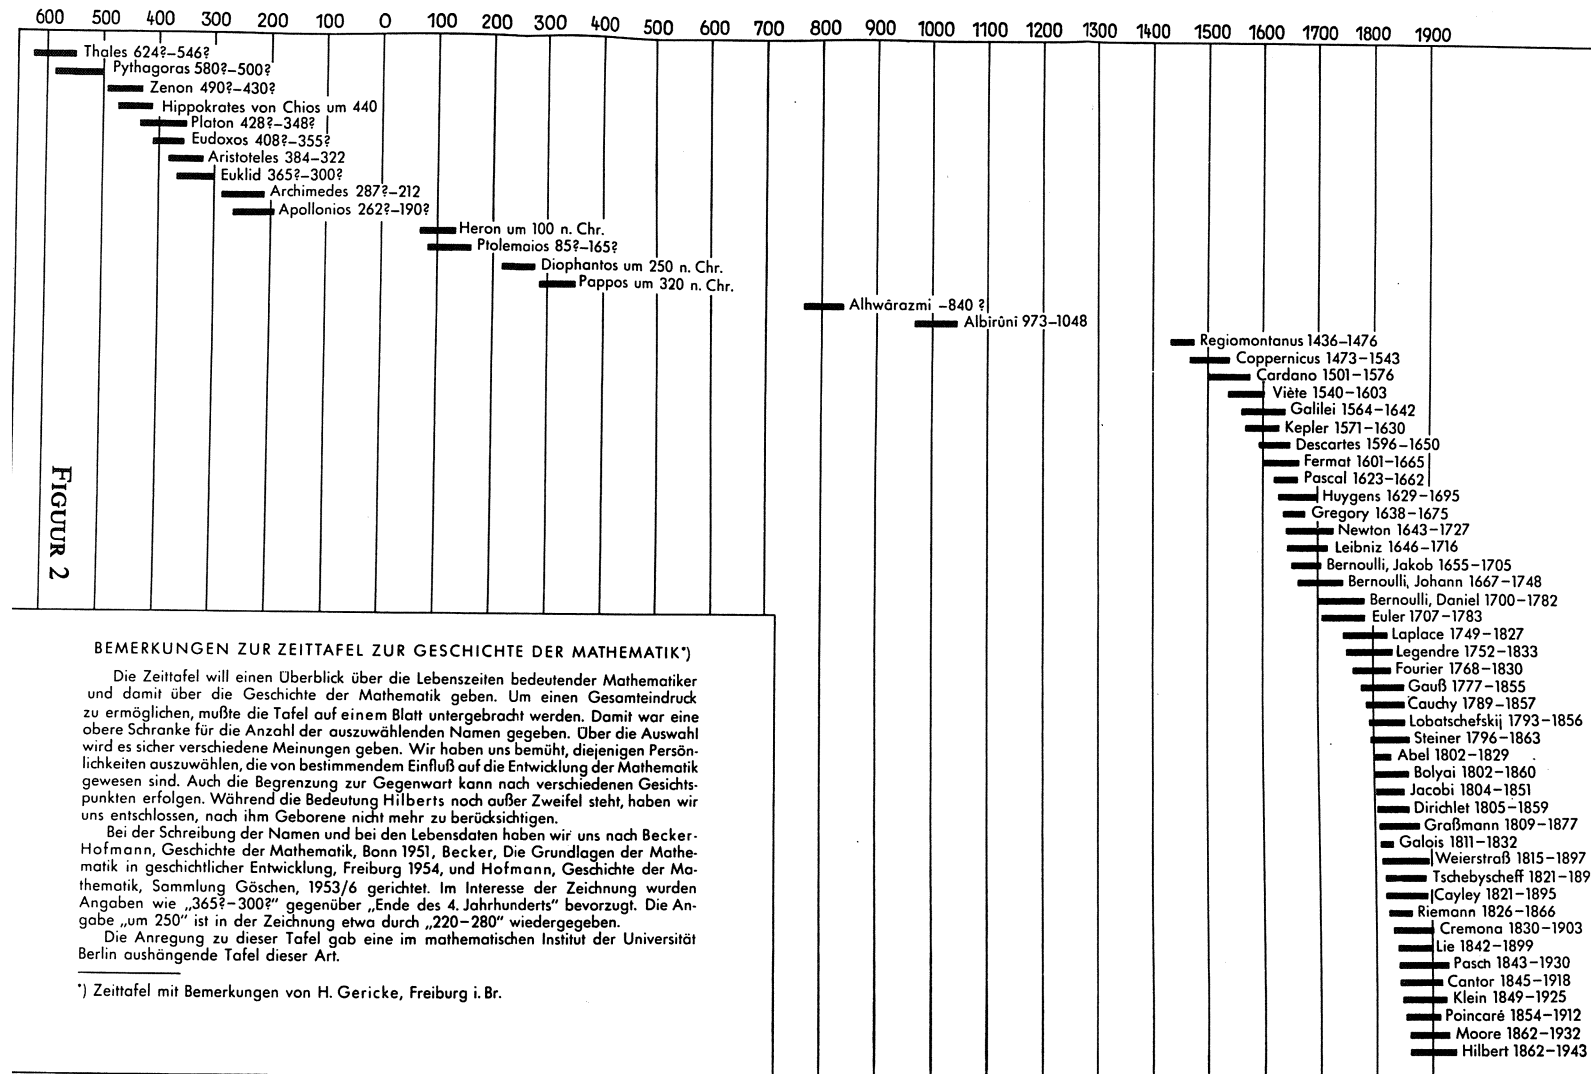 600 500 400 300 200 100 0 100 200 300 400 500 600 700 800 900 1000 1100 1200 1300 1400 1500 1600 1700 1800 1900
Thales 624?–546?
Pythagoras 580?–500?
Zenon 490?–430?
Hippokrates von Chios um 440
Platon 428?–348?
Eudoxos 408?–355?
Aristoteles 384–322
Euklid 365?–300?
Archimedes 287?–212
Apollonios 262?–190?
Heron um 100 n. Chr.
Ptolemaios 85?–165?
Diophantos um 250 n. Chr.
Pappos um 320 n. Chr.
Alhwârazmi –840 ?
Albirûni 973–1048
Regiomontanus 1436–1476
Coppernicus 1473–1543
Cardano 1501–1576
Viète 1540–1603
Galilei 1564–1642
Kepler 1571–1630
Descartes 1596–1650
Fermat 1601–1665
Pascal 1623–1662
Huygens 1629–1695
Gregory 1638–1675
Newton 1643–1727
Leibniz 1646–1716
Bernoulli, Jakob 1655–1705
Bernoulli, Johann 1667–1748
Bernoulli, Daniel 1700–1782
Euler 1707–1783
Laplace 1749–1827
Legendre 1752–1833
Fourier 1768–1830
Gauß 1777–1855
Cauchy 1789–1857
Lobatschefskij 1793–1856
Steiner 1796–1863
Abel 1802–1829
Bolyai 1802–1860
Jacobi 1804–1851
Dirichlet 1805–1859
Graßmann 1809–1877
Galois 1811–1832
Weierstraß 1815–1897
Tschebyscheff 1821–189
Cayley 1821–1895
Riemann 1826–1866
Cremona 1830–1903
Lie 1842–1899
Pasch 1843–1930
Cantor 1845–1918
Klein 1849–1925
Poincaré 1854–1912
Moore 1862–1932
Hilbert 1862–1943
FIGUUR 2
BEMERKUNGEN ZUR ZEITTAFEL ZUR GESCHICHTE DER MATHEMATIK*)
Die Zeittafel will einen Überblick über die Lebenszeiten bedeutender Mathematiker
und damit über die Geschichte der Mathematik geben. Um einen Gesamteindruck
zu ermöglichen, mußte die Tafel auf einem Blatt untergebracht werden. Damit war eine
obere Schranke für die Anzahl der auszuwählenden Namen gegeben. Über die Auswahl
wird es sicher verschiedene Meinungen geben. Wir haben uns bemüht, diejenigen Persön-
lichkeiten auszuwählen, die von bestimmendem Einfluß auf die Entwicklung der Mathematik
gewesen sind. Auch die Begrenzung zur Gegenwart kann nach verschiedenen Gesichts-
punkten erfolgen. Während die Bedeutung Hilberts noch außer Zweifel steht, haben wir
uns entschlossen, nach ihm Geborene nicht mehr zu berücksichtigen.
Bei der Schreibung der Namen und bei den Lebensdaten haben wir uns nach Becker-
Hofmann, Geschichte der Mathematik, Bonn 1951, Becker, Die Grundlagen der Mathe-
matik in geschichtlicher Entwicklung, Freiburg 1954, und Hofmann, Geschichte der Ma-
thematik, Sammlung Göschen, 1953/6 gerichtet. Im Interesse der Zeichnung wurden
Angaben wie „365?–300?" gegenüber „Ende des 4. Jahrhunderts" bevorzugt. Die An-
gabe „um 250" ist in der Zeichnung etwa durch „220–280" wiedergegeben.
Die Anregung zu dieser Tafel gab eine im mathematischen Institut der Universität
Berlin aushängende Tafel dieser Art.
*) Zeittafel mit Bemerkungen von H. Gericke, Freiburg i. Br.